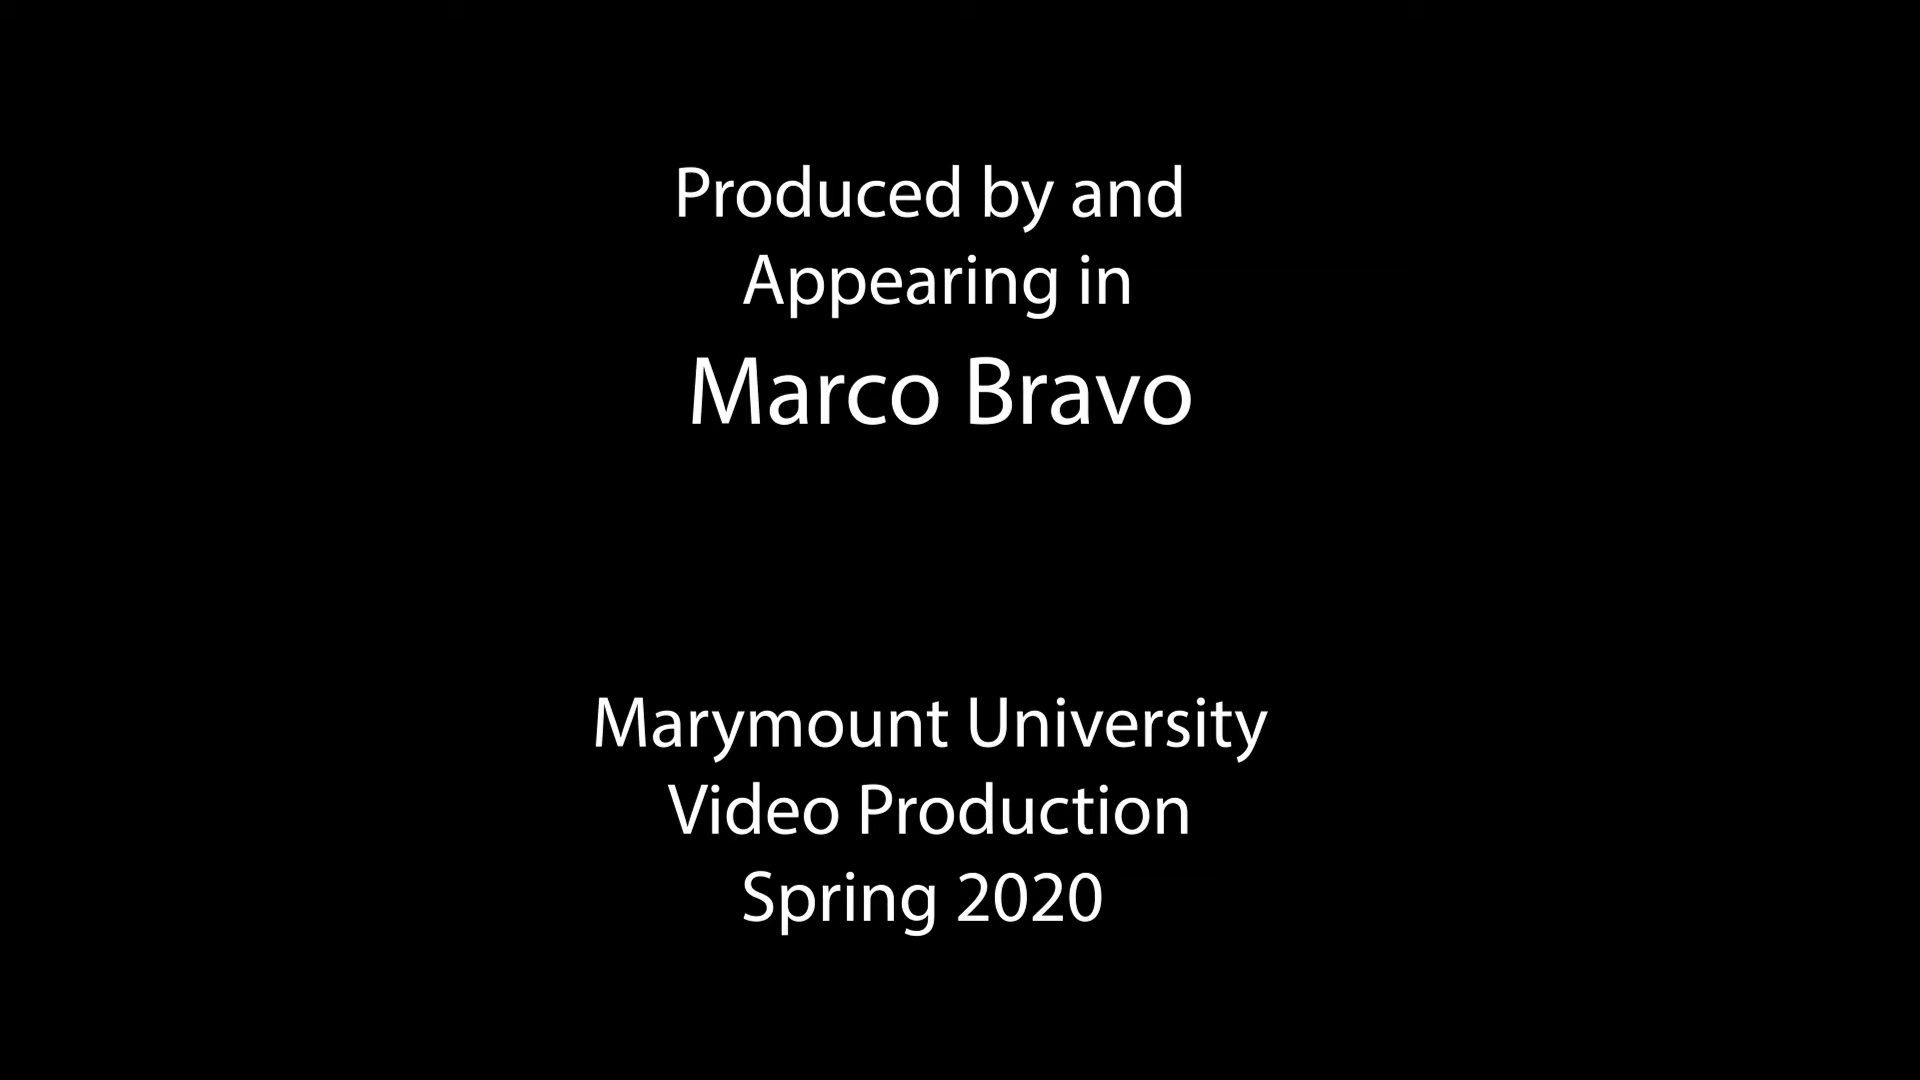 Produced by and
Appearing in
Marco Bravo
Marymount University
Video Production
Spring 2020